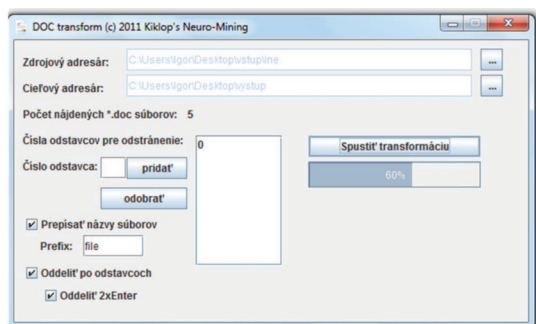 DOC transform (c) 2011 Kiklop's Neuro-Mining
Zdrojový adresár: C:\Users\Igor\Desktop\vstup\ine ...
Cieľový adresár: C:\Users\Igor\Desktop\vystup ...
Počet nájdených *.doc súborov: 5
Čísla odstavcov pre odstránenie: 0 Spustiť transformáciu
Číslo odstavca: pridať 60%
odobrať
Prepisať názvy súborov
Prefix: file
Oddeliť po odstavcoch
Oddeliť 2xEnter